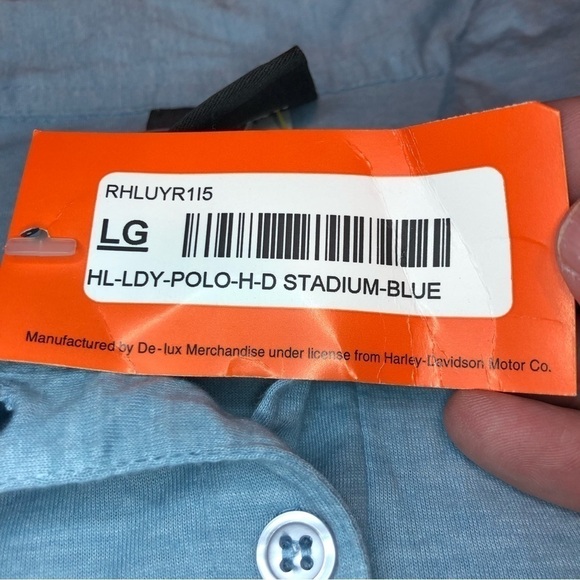 RHLUYR1I5
LG
HL-LDY-POLO-H-D STADIUM-BLUE
Manufactured by De-lux Merchandise under license from Harley-Davidson Motor Co.